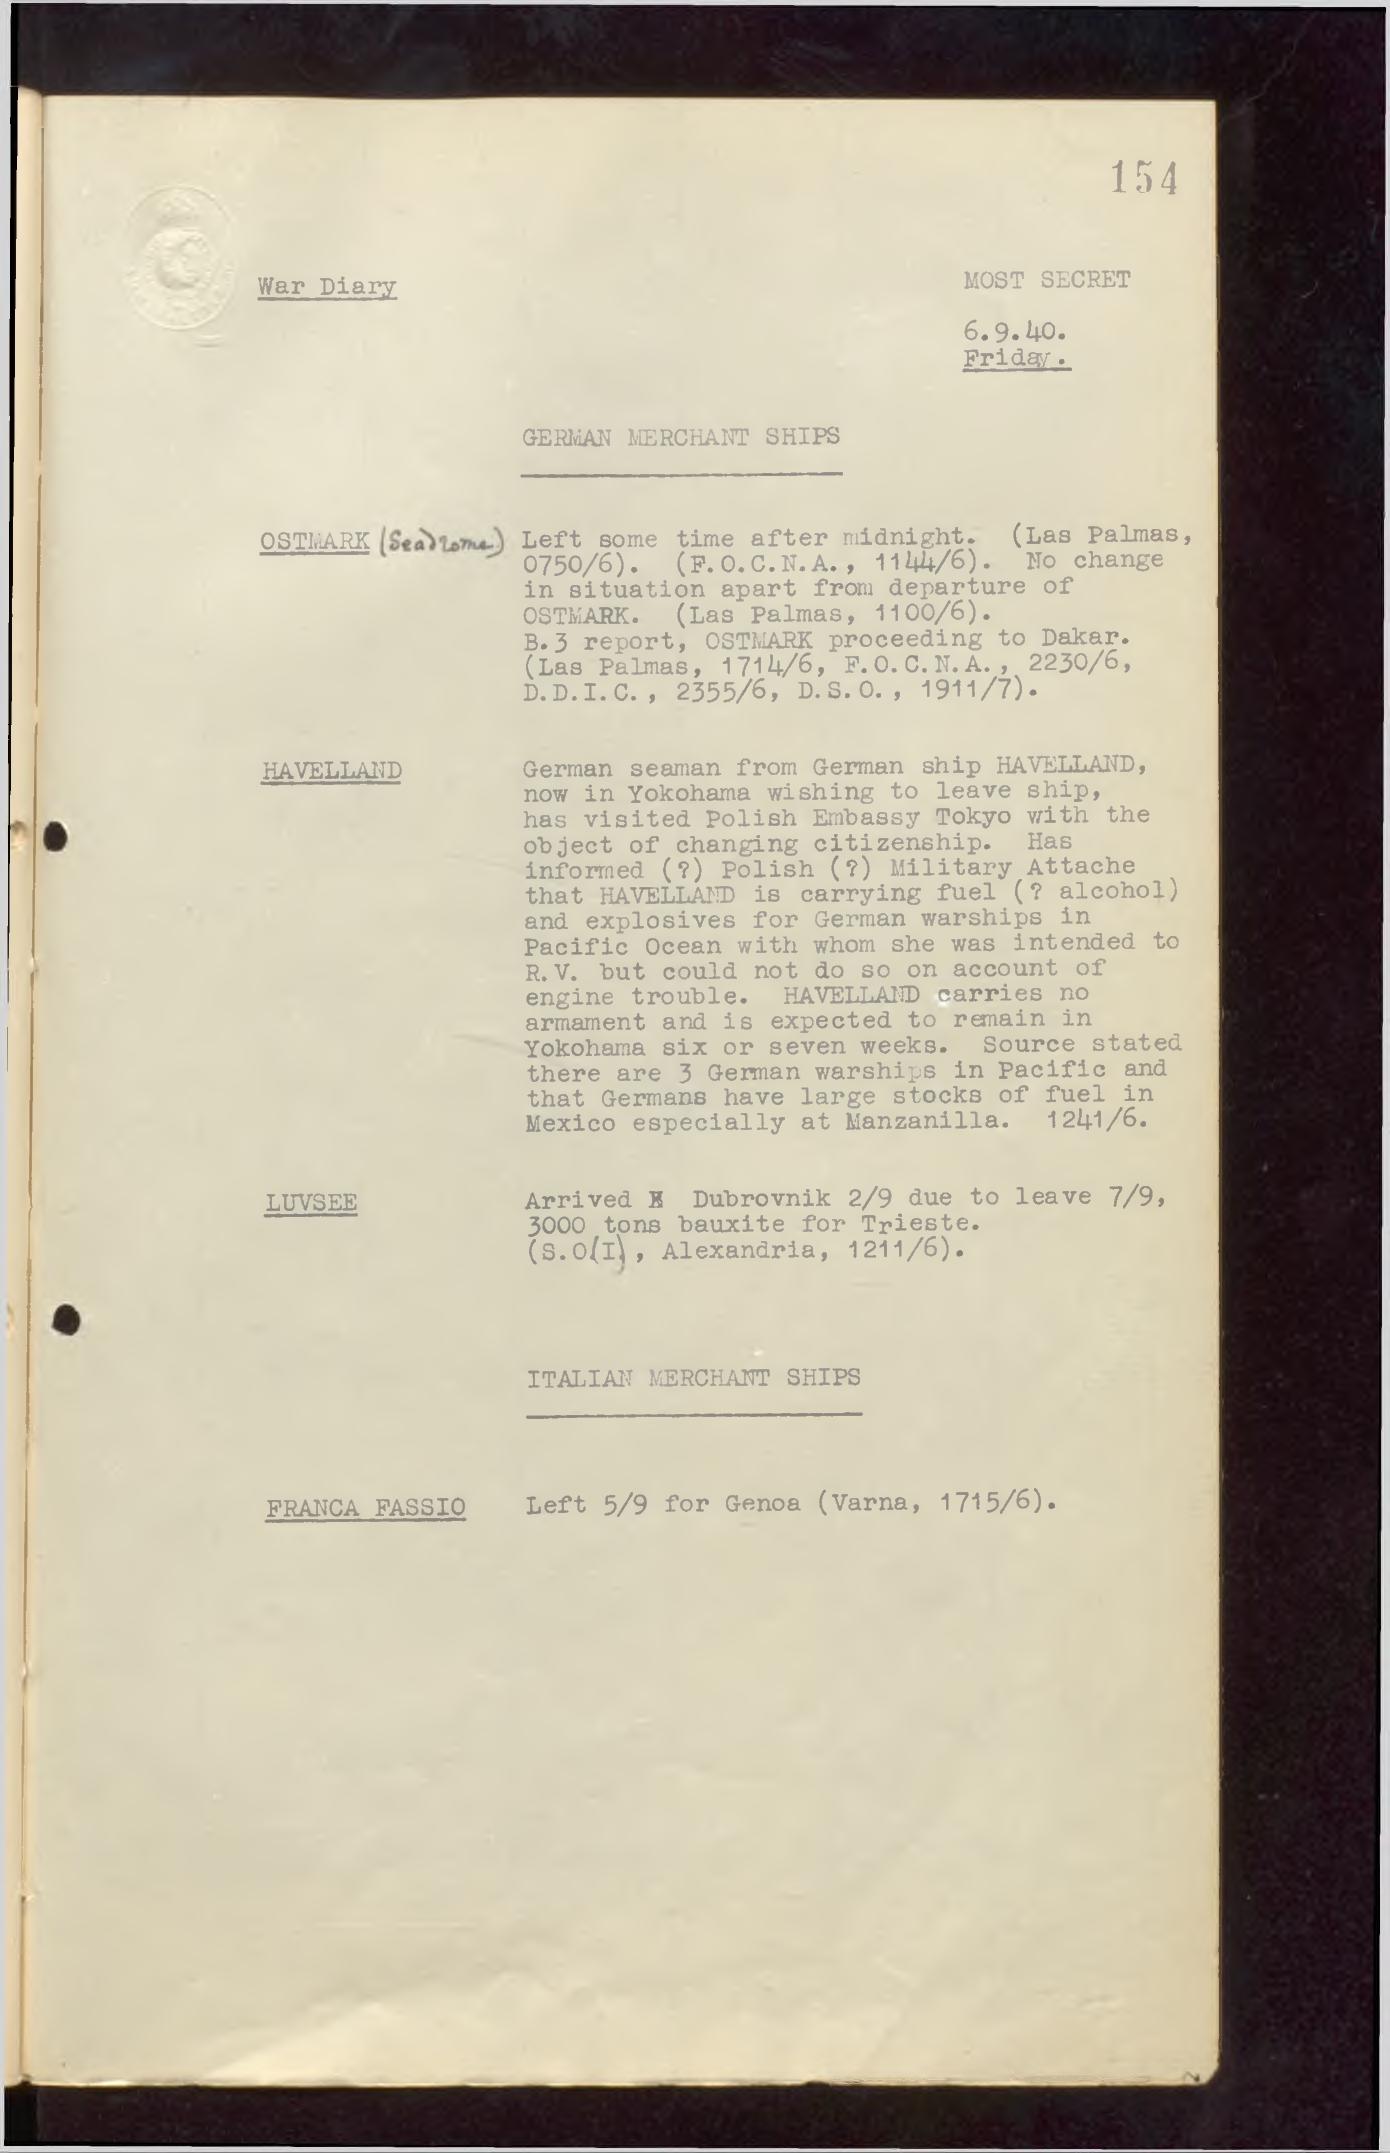 154
War Diary
MOST SECRET
6.9.40.
Friday.
GERMAN MERCHANT SHIPS
OSTMARK (Seadrome) Left some time after midnight. (Las Palmas,
0750/6). (F.O.C.N.A., 1144/6). No change
in situation apart from departure of
OSTMARK. (Las Palmas, 1100/6).
B.3 report, OSTMARK proceeding to Dakar.
(Las Palmas, 1714/6, F.O.C.N.A., 2230/6,
D.D.I.C., 2355/6, D.S.O., 1911/7).
HAVELLAND German seaman from German ship HAVELLAND,
now in Yokohama wishing to leave ship,
has visited Polish Embassy Tokyo with the
object of changing citizenship. Has
informed (?) Polish (?) Military Attache
that HAVELLAND is carrying fuel (? alcohol)
and explosives for German warships in
Pacific Ocean with whom she was intended to
R.V. but could not do so on account of
engine trouble. HAVELLAND carries no
armament and is expected to remain in
Yokohama six or seven weeks. Source stated
there are 3 German warships in Pacific and
that Germans have large stocks of fuel in
Mexico especially at Manzanilla. 1241/6.
LUVSEE Arrived Dubrovnik 2/9 due to leave 7/9,
3000 tons bauxite for Trieste.
(S.O(I), Alexandria, 1211/6).
ITALIAN MERCHANT SHIPS
FRANCA FASSIO Left 5/9 for Genoa (Varna, 1715/6).